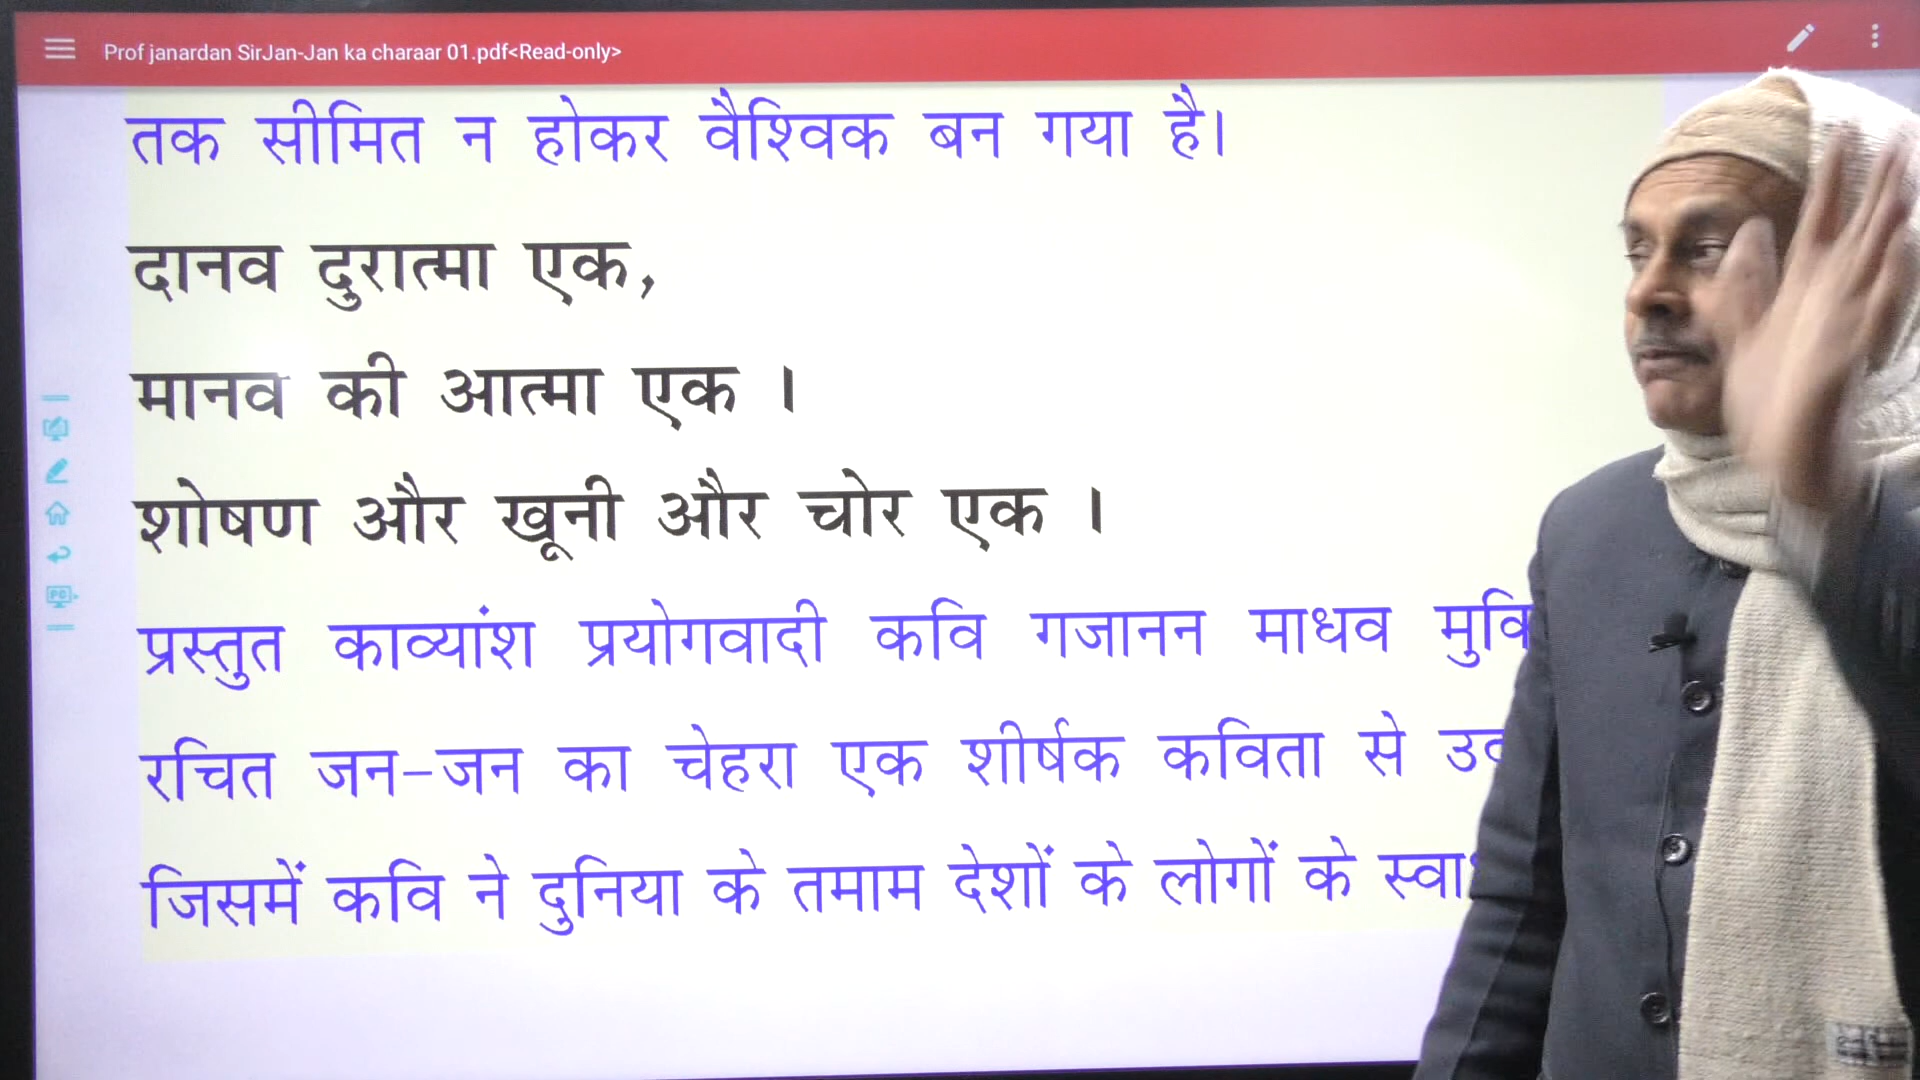 Prof janardan SirJan-Jan ka charaar 01.pdf<Read-only>
तक सीमित न होकर वैश्विक बन गया है।
दानव दुरात्मा एक,
मानव की आत्मा एक ।
शोषण और खूनी और चोर एक ।
प्रस्तुत काव्यांश प्रयोगवादी कवि गजानन माधव
रचित जन-जन का चेहरा एक शीर्षक कविता से
जिसमें कवि ने दुनिया के तमाम देशों के लोगों के
PC